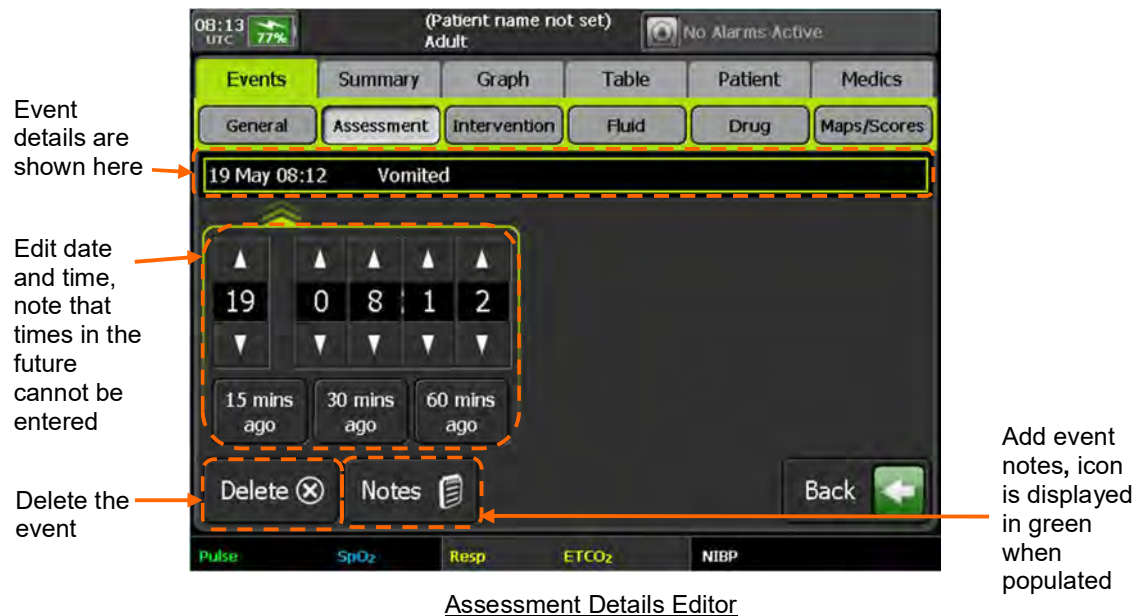 08:13
UTC 77%
(Patient name not set)
Adult
No Alarms Active
Events Summary Graph Table Patient Medics
General Assessment Intervention Fluid Drug Maps/Scores
Event
details are
shown here
19 May 08:12 Vomited
Edit date
and time,
note that
times in the
future
cannot be
entered
19 0 8 : 1 2
15 mins
ago
30 mins
ago
60 mins
ago
Delete the
event
Delete Notes Back
Add event
notes, icon
is displayed
in green
when
populated
Pulse SpO₂ Resp ETCO₂ NIBP
Assessment Details Editor